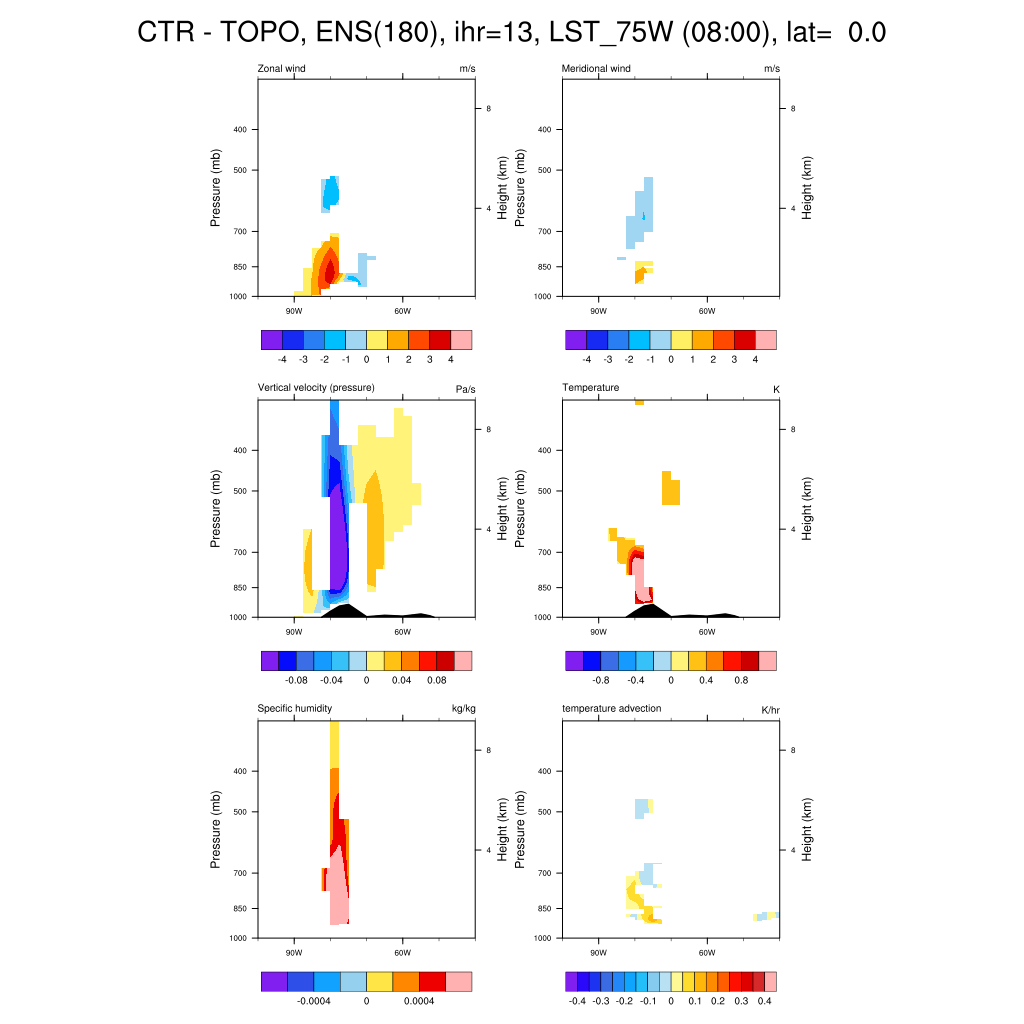 CTR - TOPO, ENS(180), ihr=13, LST_75W (08:00), lat= 0.0
Zonal wind m/s
Meridional wind m/s
Pressure (mb)
400
500
700
850
1000
8
4
Height (km)
90W 60W
-4 -3 -2 -1 0 1 2 3 4
Pressure (mb)
400
500
700
850
1000
8
4
Height (km)
90W 60W
-4 -3 -2 -1 0 1 2 3 4
Vertical velocity (pressure) Pa/s
Temperature K
Pressure (mb)
400
500
700
850
1000
8
4
Height (km)
90W 60W
-0.08 -0.04 0 0.04 0.08
Pressure (mb)
400
500
700
850
1000
8
4
Height (km)
90W 60W
-0.8 -0.4 0 0.4 0.8
Specific humidity kg/kg
temperature advection K/hr
Pressure (mb)
400
500
700
850
1000
8
4
Height (km)
90W 60W
-0.0004 0 0.0004
Pressure (mb)
400
500
700
850
1000
8
4
Height (km)
90W 60W
-0.4 -0.3 -0.2 -0.1 0 0.1 0.2 0.3 0.4